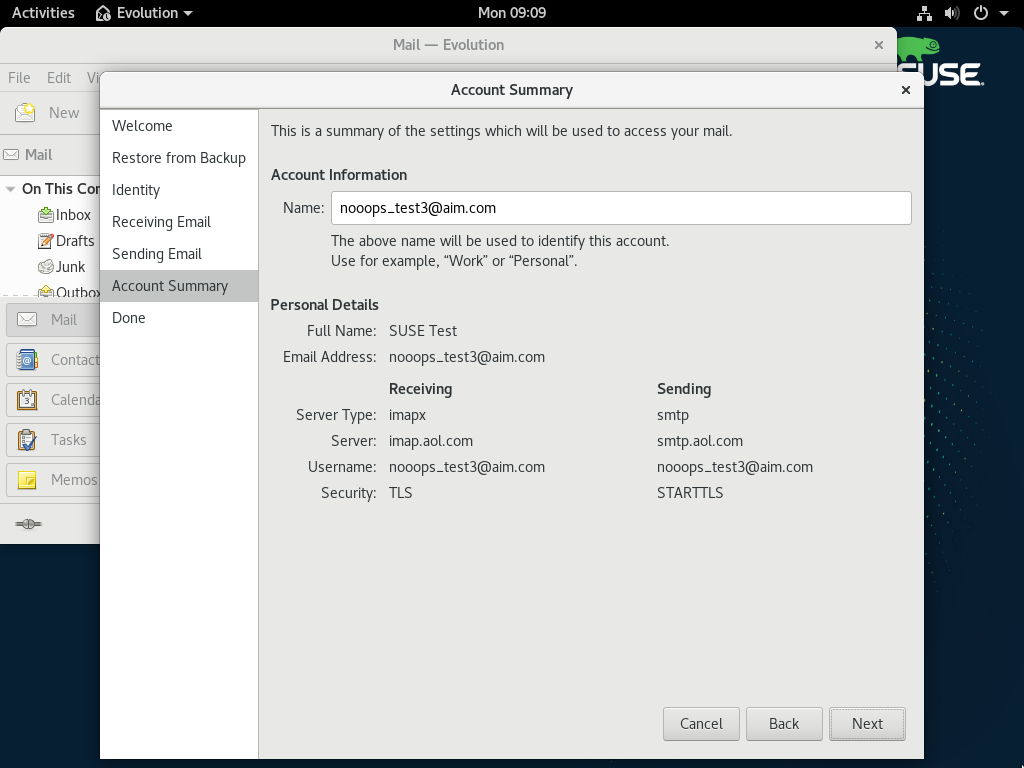 Activities Evolution Mon 09:09
Mail — Evolution
SUSE
File Edit
Account Summary
New
Mail
On This
Inbox
Drafts
Junk
Outbox
Mail
Tasks
Memos
Welcome
Restore from Backup
Identity
Receiving Email
Sending Email
Account Summary
Done
This is a summary of the settings which will be used to access your mail.
Account Information
Name: nooops_test3@aim.com
The above name will be used to identify this account.
Use for example, “Work” or “Personal”.
Personal Details
Full Name: SUSE Test
Email Address: nooops_test3@aim.com
Receiving Sending
Server Type: imapx smtp
Server: imap.aol.com smtp.aol.com
Username: nooops_test3@aim.com nooops_test3@aim.com
Security: TLS STARTTLS
Cancel Back Next